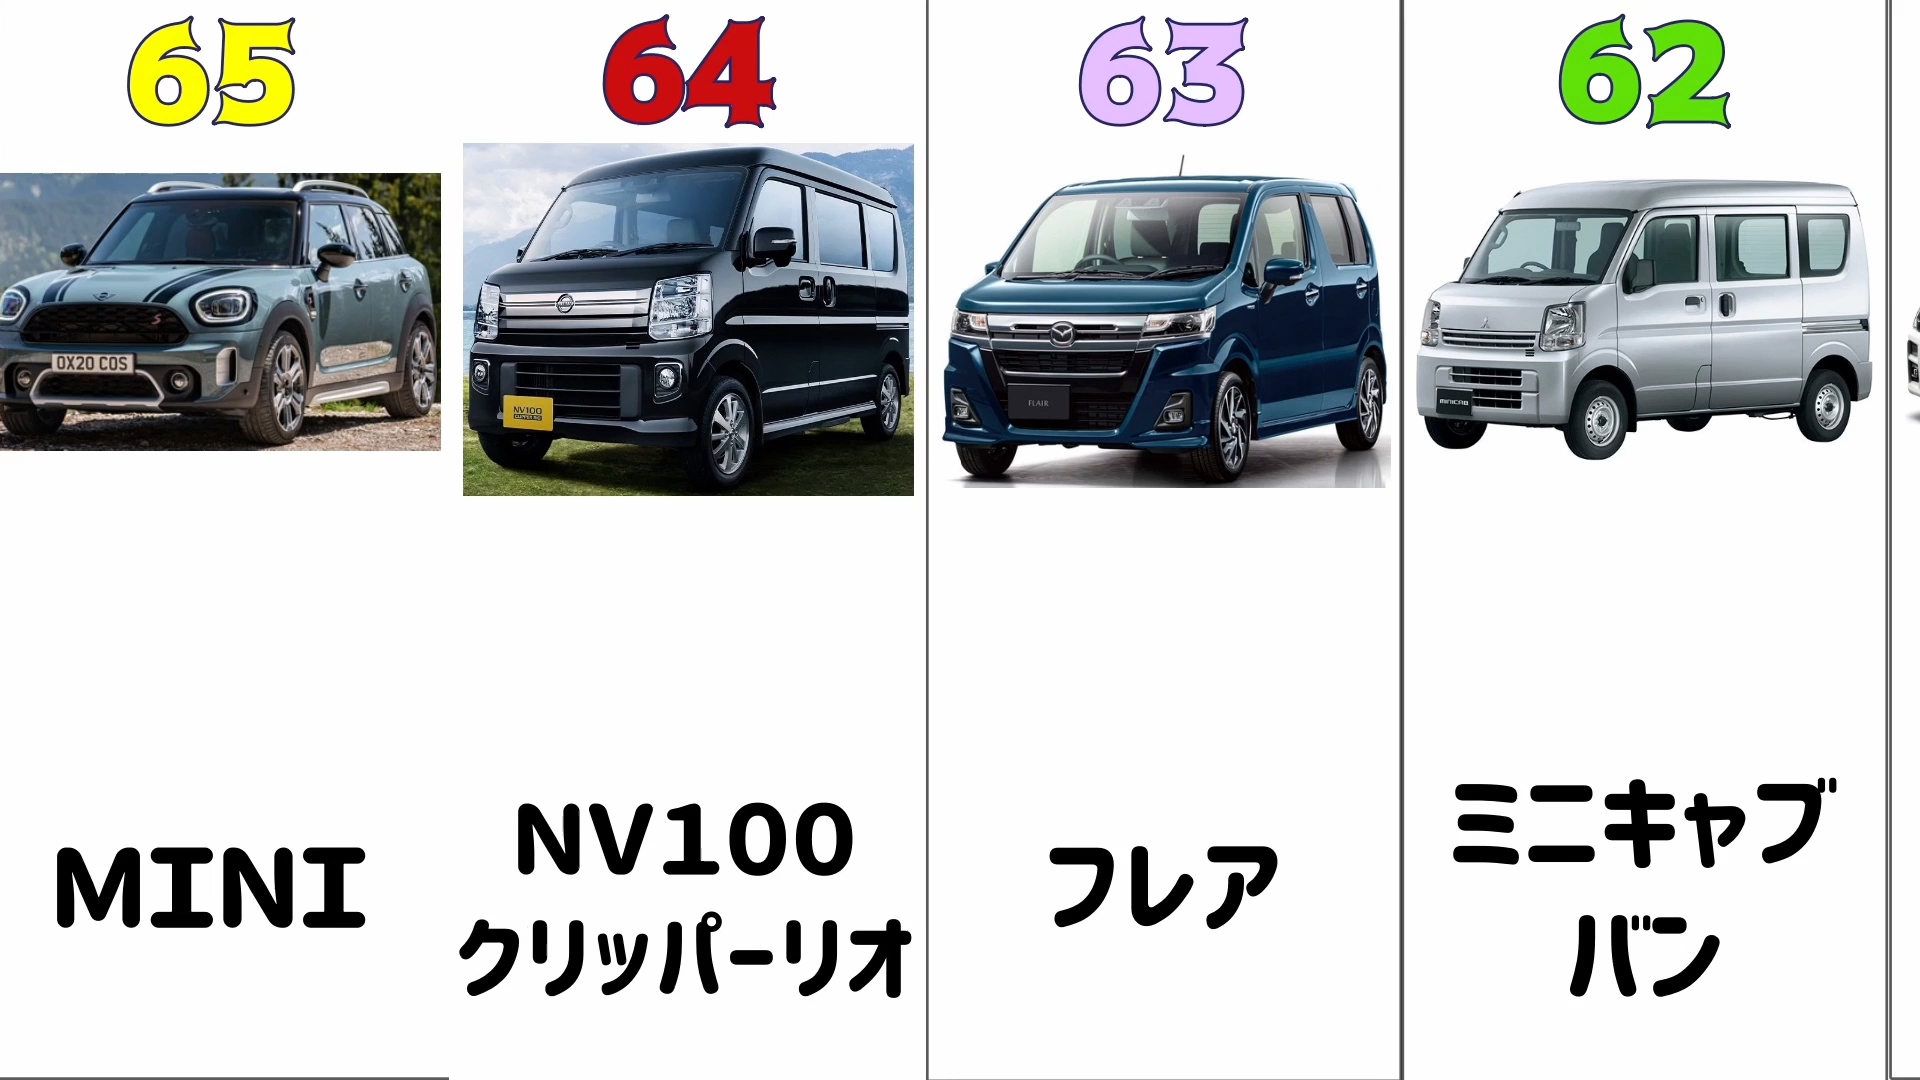 65
64
63
62
OX20 COS
NV100
FLAIR
MINICAB
MINI
NV100
クリッパーリオ
フレア
ミニキャブ
バン